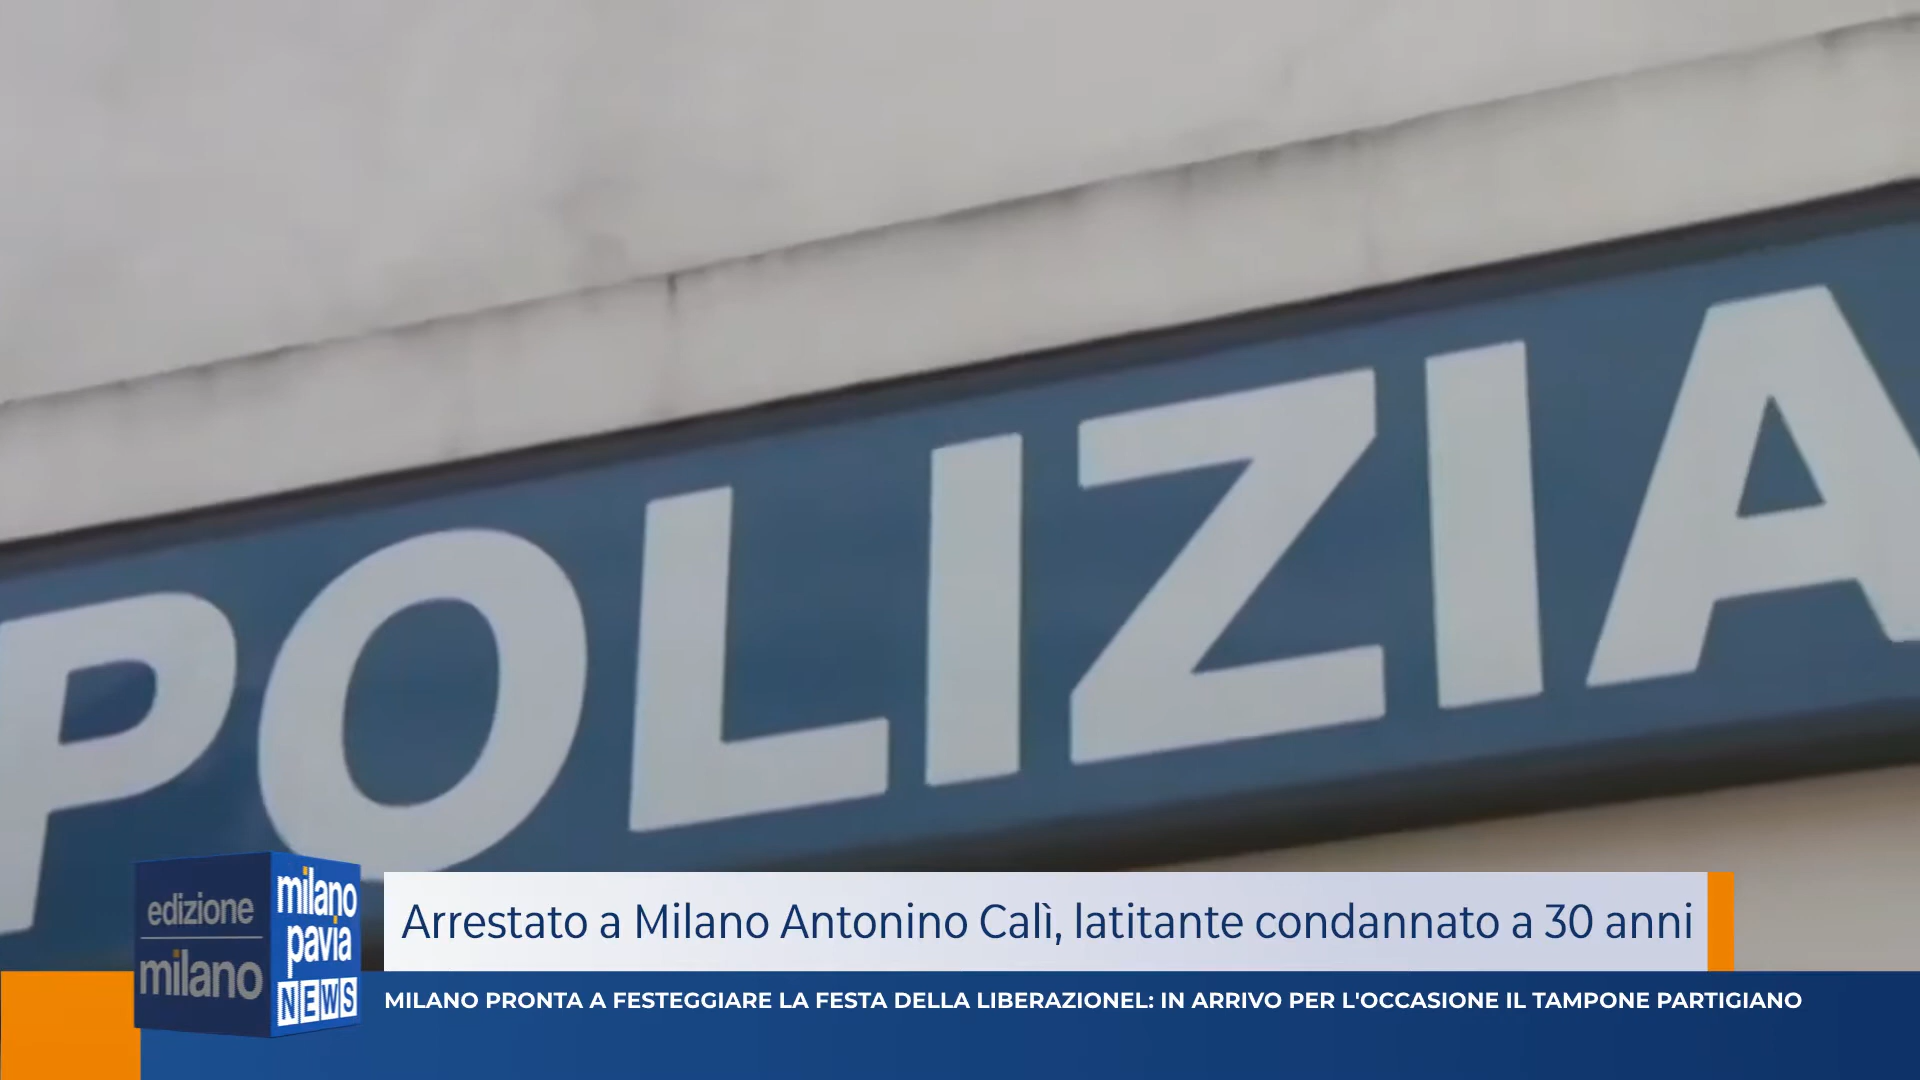 POLIZIA
Arrestato a Milano Antonino Calì, latitante condannato a 30 anni
edizione
milano
milano
pavia
NEWS
MILANO PRONTA A FESTEGGIARE LA FESTA DELLA LIBERAZIONEL: IN ARRIVO PER L'OCCASIONE IL TAMPONE PARTIGIANO